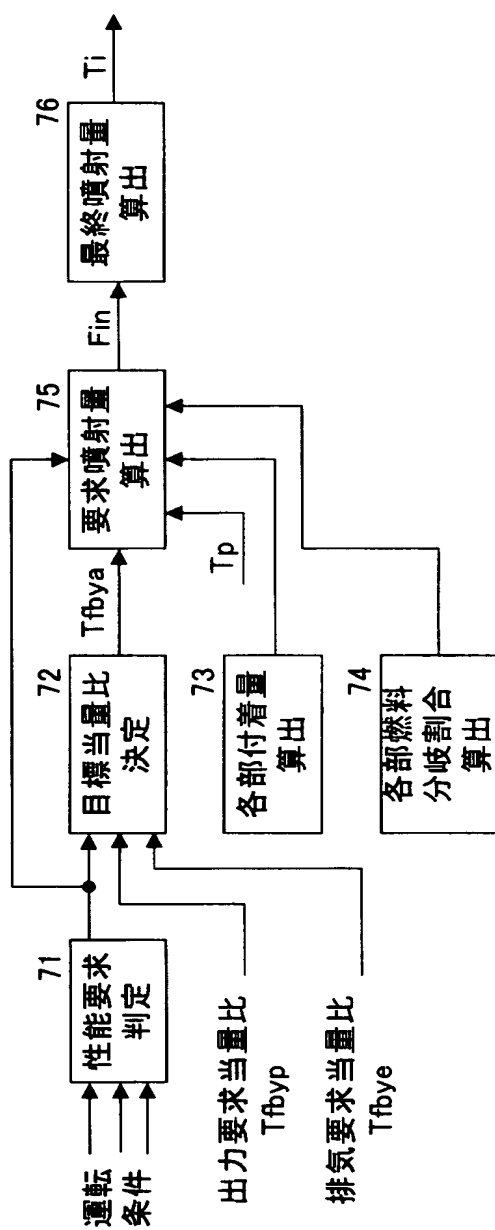 運転
条件
71
性能要求
判定
出力要求当量比
Tfbyp
排気要求当量比
Tfbye
72
目標当量比
決定
Tfbya
73
各部付着量
算出
74
各部燃料
分岐割合
算出
Tp
75
要求噴射量
算出
Fin
76
最終噴射量
算出
Ti